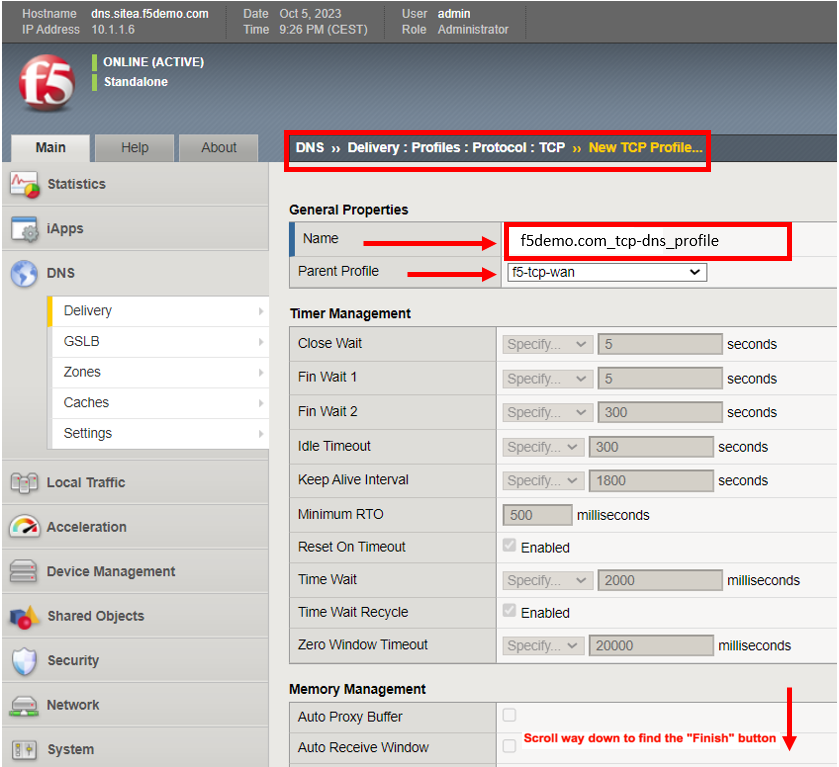 Hostname dns.sitea.f5demo.com Date Oct 5, 2023 User admin
IP Address 10.1.1.6 Time 9:26 PM (CEST) Role Administrator
f5
ONLINE (ACTIVE)
Standalone
Main Help About
DNS ›› Delivery : Profiles : Protocol : TCP ›› New TCP Profile...
Statistics
iApps
DNS
Delivery
GSLB
Zones
Caches
Settings
Local Traffic
Acceleration
Device Management
Shared Objects
Security
Network
System
General Properties
Name f5demo.com_tcp-dns_profile
Parent Profile f5-tcp-wan
Timer Management
Close Wait Specify... 5 seconds
Fin Wait 1 Specify... 5 seconds
Fin Wait 2 Specify... 300 seconds
Idle Timeout Specify... 300 seconds
Keep Alive Interval Specify... 1800 seconds
Minimum RTO 500 milliseconds
Reset On Timeout Enabled
Time Wait Specify... 2000 milliseconds
Time Wait Recycle Enabled
Zero Window Timeout Specify... 20000 milliseconds
Memory Management
Auto Proxy Buffer
Auto Receive Window
Scroll way down to find the "Finish" button